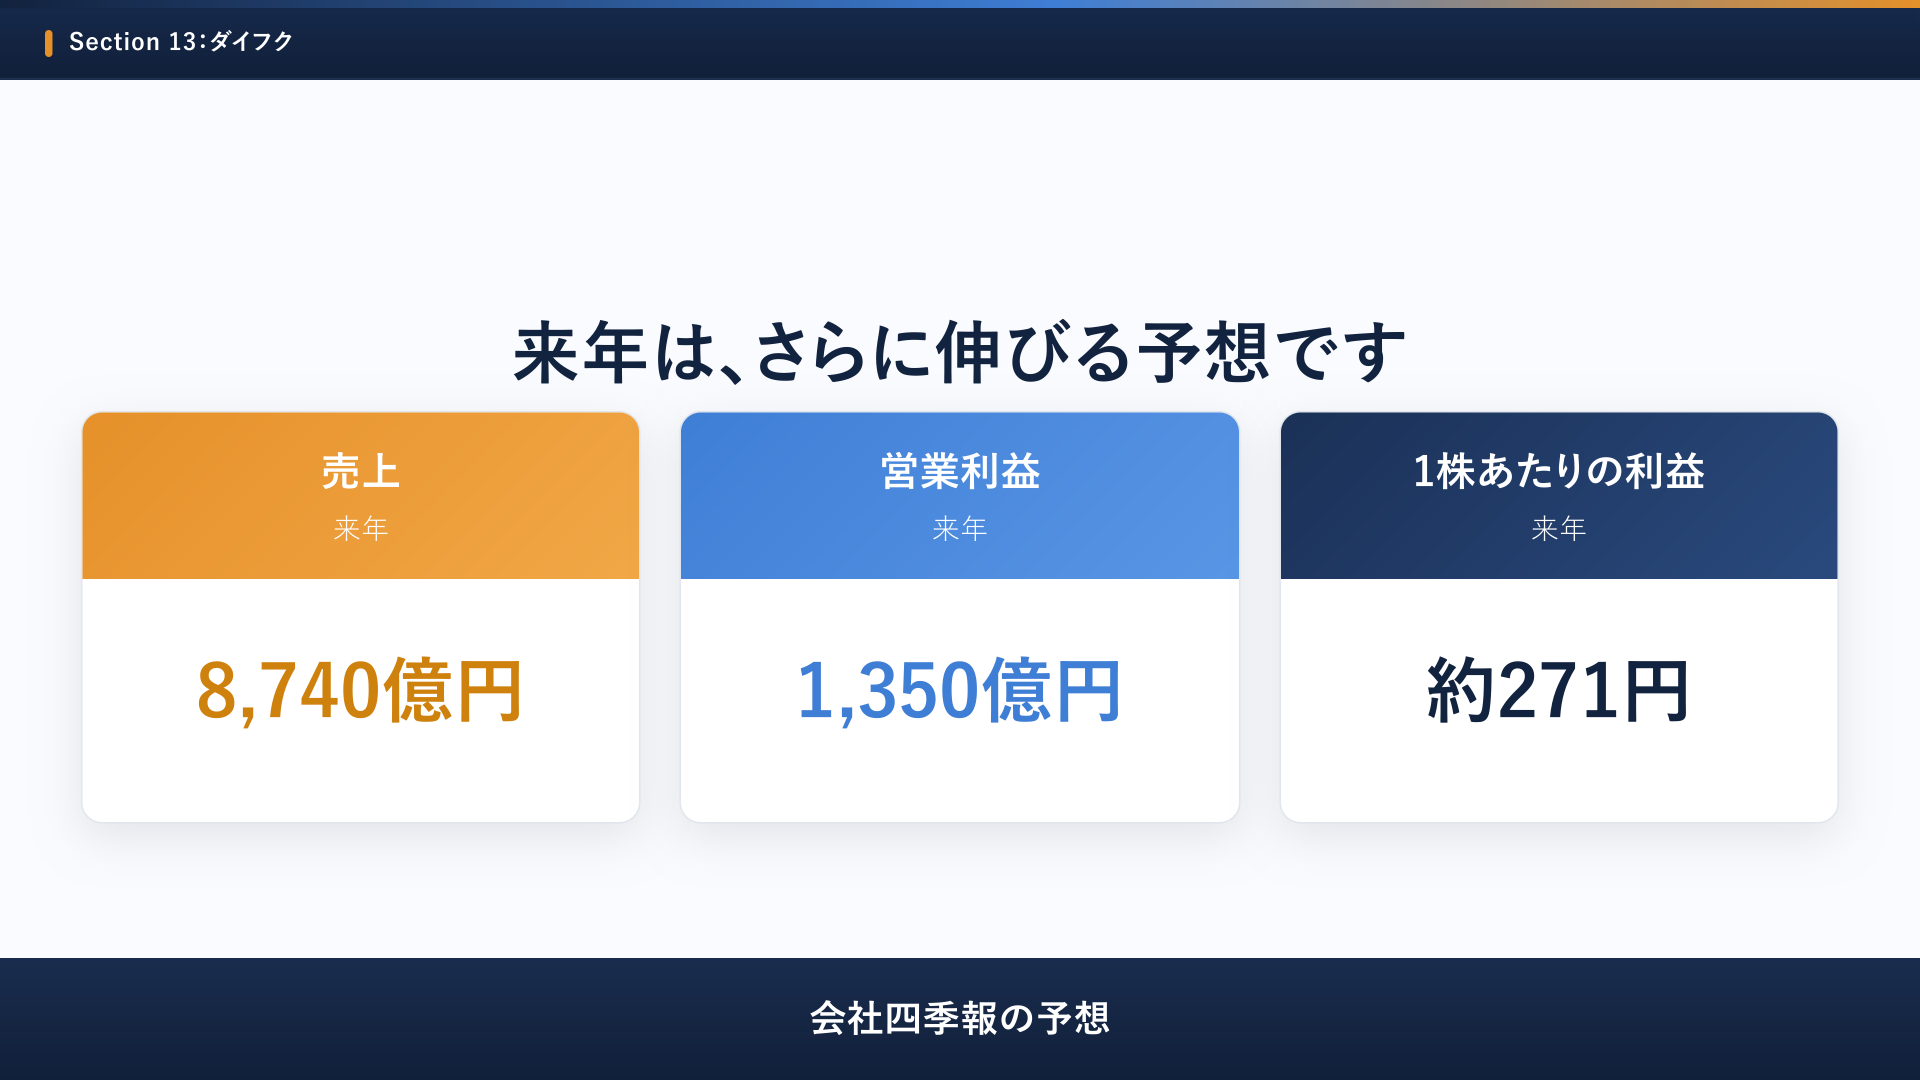 Section 13：ダイフク
来年は、さらに伸びる予想です
売上
来年
8,740億円
営業利益
来年
1,350億円
1株あたりの利益
来年
約271円
会社四季報の予想